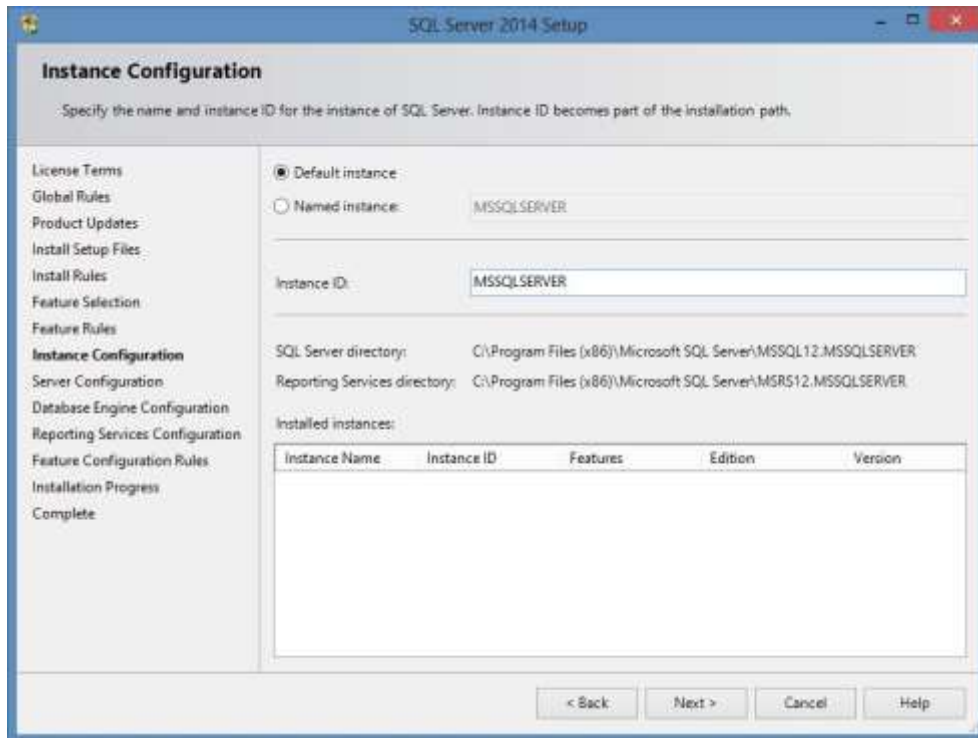 SQL Server 2014 Setup
Instance Configuration
Specify the name and instance ID for the instance of SQL Server. Instance ID becomes part of the installation path.
License Terms
Global Rules
Product Updates
Install Setup Files
Install Rules
Feature Selection
Feature Rules
Instance Configuration
Server Configuration
Database Engine Configuration
Reporting Services Configuration
Feature Configuration Rules
Installation Progress
Complete
Default instance
Named instance: MSSQLSERVER
Instance ID: MSSQLSERVER
SQL Server directory: C:\Program Files (x86)\Microsoft SQL Server\MSSQL12.MSSQLSERVER
Reporting Services directory: C:\Program Files (x86)\Microsoft SQL Server\MSRS12.MSSQLSERVER
Installed instances:
Instance Name Instance ID Features Edition Version
< Back Next > Cancel Help